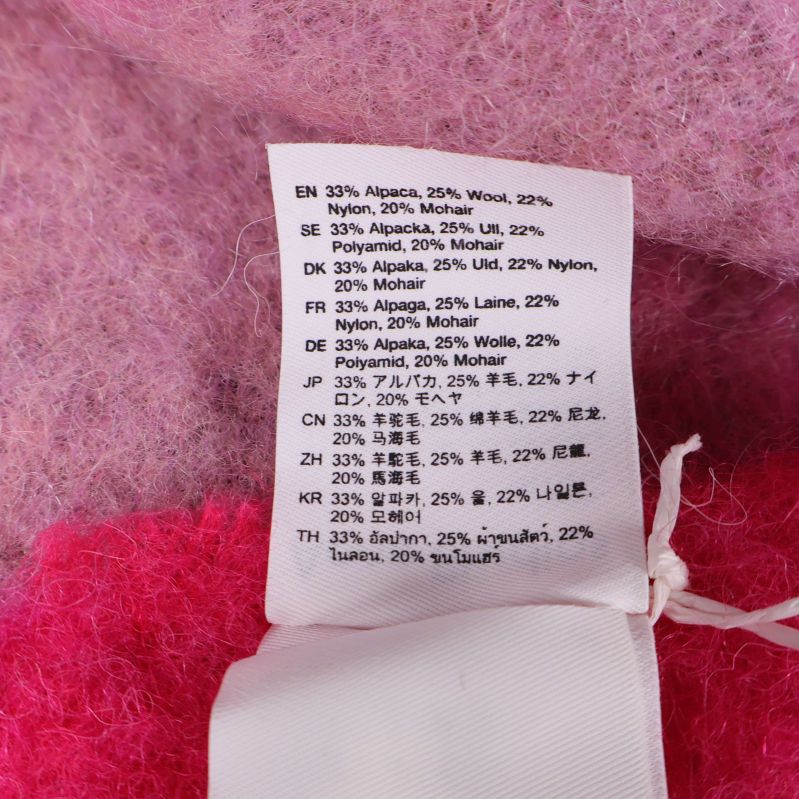 EN 33% Alpaca, 25% Wool, 22%
Nylon, 20% Mohair
SE 33% Alpacka, 25% Ull, 22%
Polyamid, 20% Mohair
DK 33% Alpaka, 25% Uld, 22% Nylon,
20% Mohair
FR 33% Alpaga, 25% Laine, 22%
Nylon, 20% Mohair
DE 33% Alpaka, 25% Wolle, 22%
Polyamid, 20% Mohair
JP 33% アルパカ, 25% 羊毛, 22% ナイ
ロン, 20% モヘヤ
CN 33% 羊驼毛, 25% 绵羊毛, 22% 尼龙,
20% 马海毛
ZH 33% 羊駝毛, 25% 羊毛, 22% 尼龍,
20% 馬海毛
KR 33% 알파카, 25% 울, 22% 나일론,
20% 모헤어
TH 33% อัลปากา, 25% ผ้าขนสัตว์, 22%
ไนลอน, 20% ขนโมแฮร์